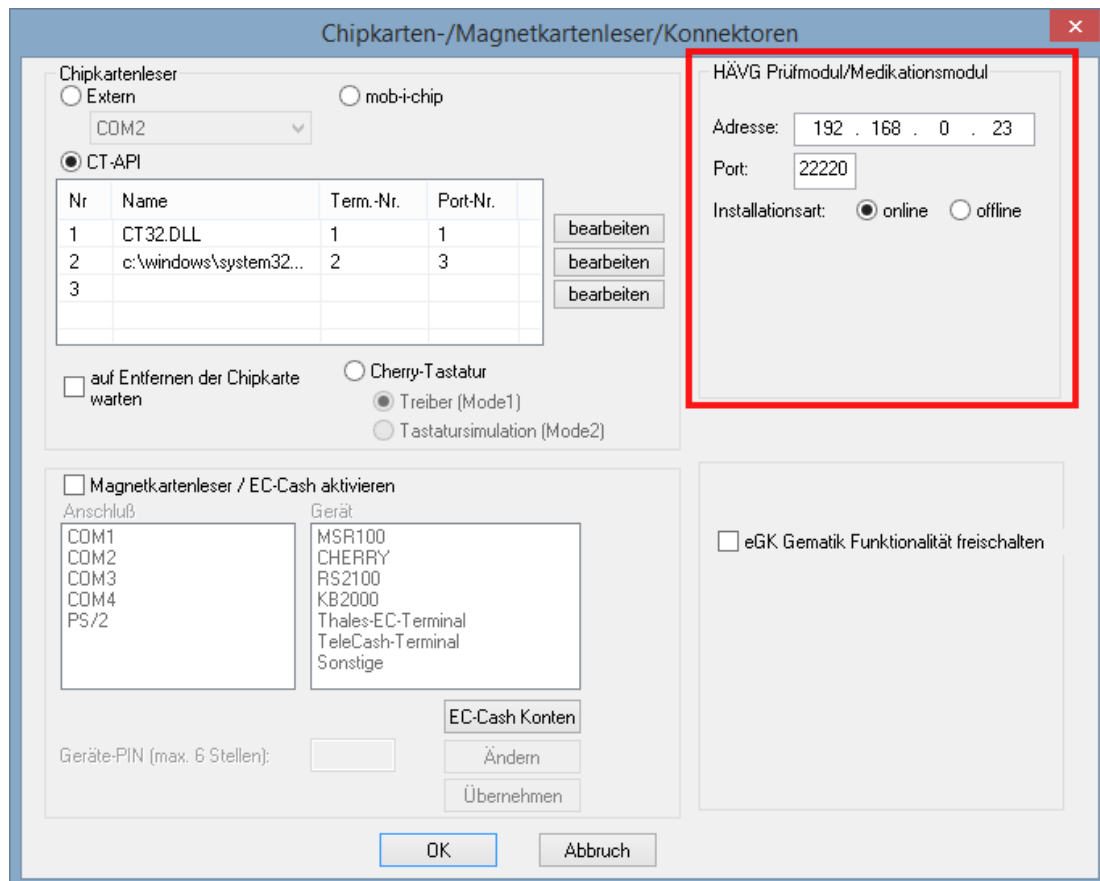 Chipkarten-/Magnetkartenleser/Konnektoren
Chipkartenleser
Extern
mob-i-chip
COM2
CT-API
Nr Name Term.-Nr. Port-Nr.
1 CT32.DLL 1 1
bearbeiten
2 c:\windows\system32... 2 3
bearbeiten
3
bearbeiten
auf Entfernen der Chipkarte
warten
Cherry-Tastatur
Treiber (Mode1)
Tastatursimulation (Mode2)
HÄVG Prüfmodul/Medikationsmodul
Adresse: 192 . 168 . 0 . 23
Port: 22220
Installationsart: online offline
Magnetkartenleser / EC-Cash aktivieren
Anschluß
COM1
COM2
COM3
COM4
PS/2
Gerät
MSR100
CHERRY
RS2100
KB2000
Thales-EC-Terminal
TeleCash-Terminal
Sonstige
EC-Cash Konten
Geräte-PIN (max. 6 Stellen):
Ändern
Übernehmen
eGK Gematik Funktionalität freischalten
OK
Abbruch